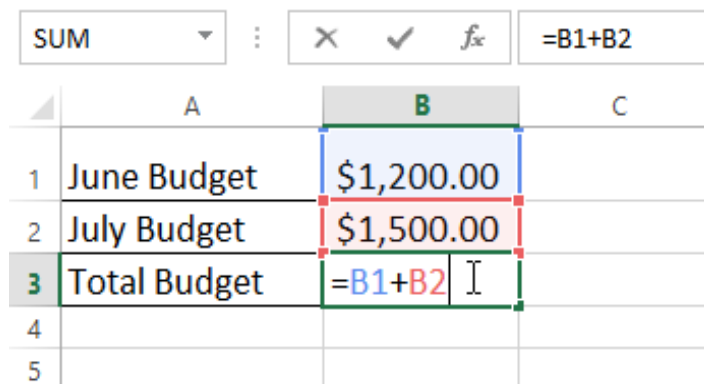 SUM fx =B1+B2
A B C
1 June Budget $1,200.00
2 July Budget $1,500.00
3 Total Budget =B1+B2
4
5